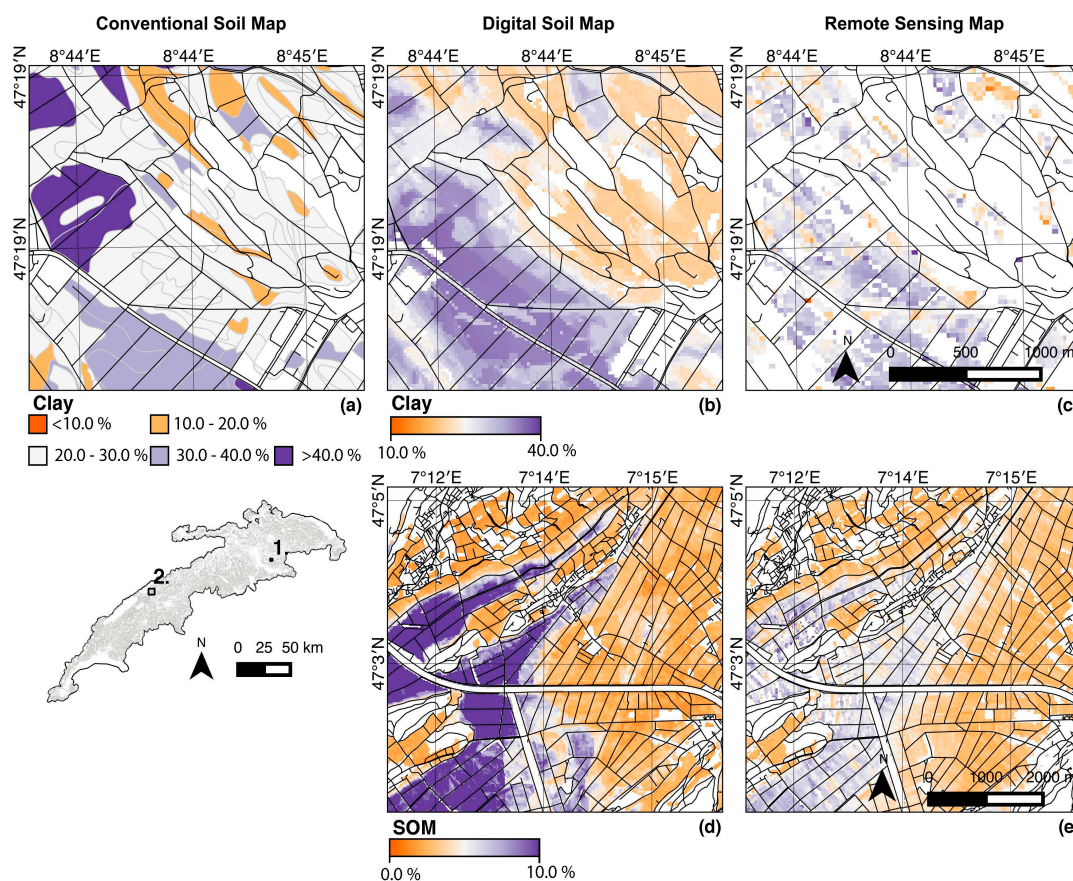 Conventional Soil Map
Digital Soil Map
Remote Sensing Map
8°44′E 8°44′E 8°45′E
8°44′E 8°44′E 8°45′E
8°44′E 8°44′E 8°45′E
47°19′N
47°19′N
47°19′N
47°19′N
47°19′N
47°19′N
N
0 500 1000 m
Clay (a)
Clay (b)
(c
<10.0 % 10.0 - 20.0 %
20.0 - 30.0 % 30.0 - 40.0 % >40.0 %
10.0 % 40.0 %
7°12′E 7°14′E 7°15′E
7°12′E 7°14′E 7°15′E
47°5′N
47°3′N
47°5′N
47°3′N
1.
2.
N
0 25 50 km
N
0 1000 2000 m
SOM (d)
(e
0.0 % 10.0 %